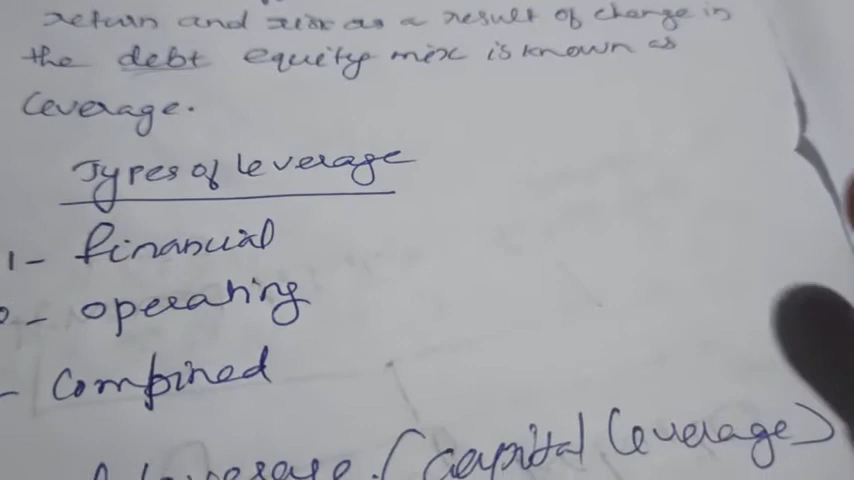 return and risk as a result of change in
the debt equity mix is known as
leverage.
Types of leverage
1- financial
- operating
- Combined
leverage. (capital leverage)